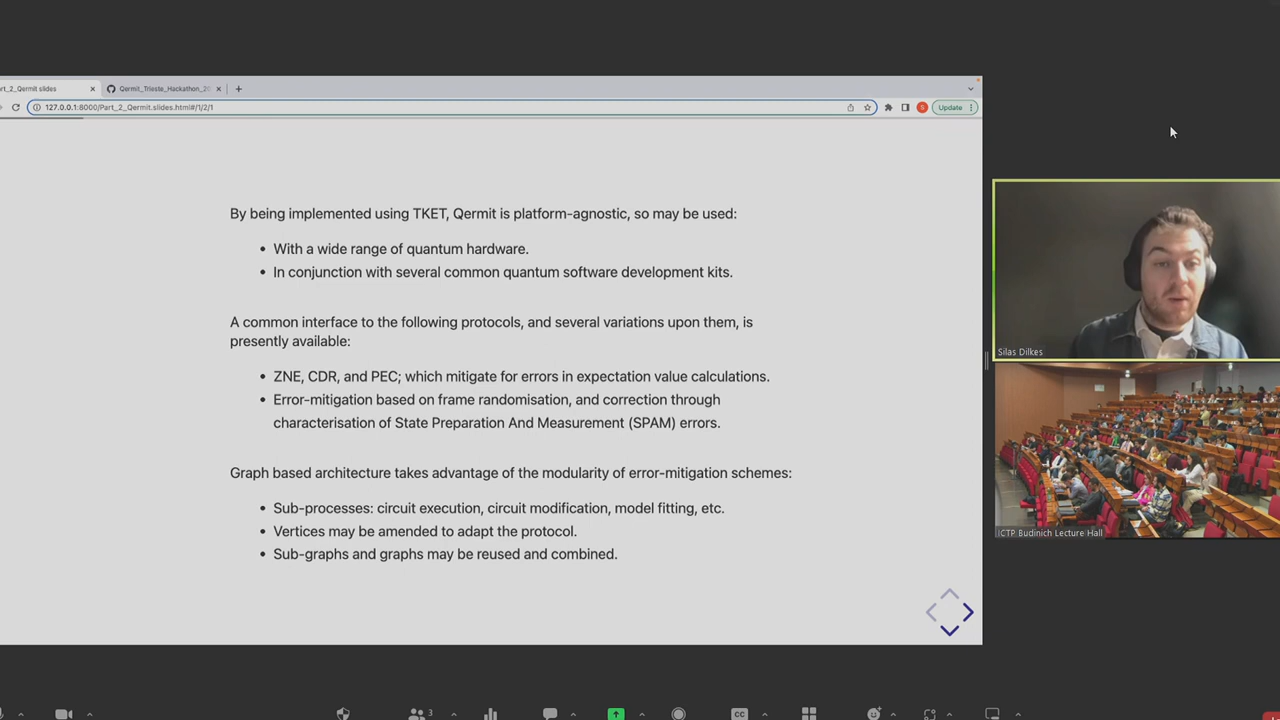 rt_2_Qermit slides
Qermit_Trieste_Hackathon_20
127.0.0.1:8000/Part_2_Qermit.slides.html#/1/2/1
S
Update
By being implemented using TKET, Qermit is platform-agnostic, so may be used:
• With a wide range of quantum hardware.
• In conjunction with several common quantum software development kits.
A common interface to the following protocols, and several variations upon them, is
presently available:
• ZNE, CDR, and PEC; which mitigate for errors in expectation value calculations.
• Error-mitigation based on frame randomisation, and correction through
characterisation of State Preparation And Measurement (SPAM) errors.
Graph based architecture takes advantage of the modularity of error-mitigation schemes:
• Sub-processes: circuit execution, circuit modification, model fitting, etc.
• Vertices may be amended to adapt the protocol.
• Sub-graphs and graphs may be reused and combined.
Silas Dilkes
ICTP Budinich Lecture Hall
3
CC